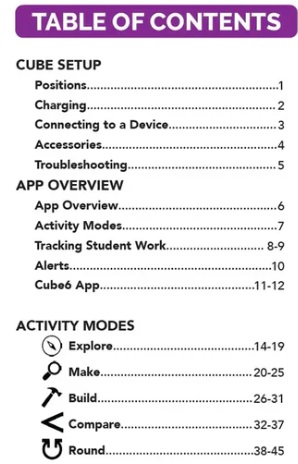 TABLE OF CONTENTS
CUBE SETUP
Positions........................................................1
Charging........................................................ 2
Connecting to a Device................................ 3
Accessories....................................................4
Troubleshooting............................................ 5
APP OVERVIEW
App Overview...............................................6
Activity Modes..............................................7
Tracking Student Work............................. 8-9
Alerts............................................................10
Cube6 App...............................................11-12
ACTIVITY MODES
Explore.........................................14-19
Make............................................20-25
Build.............................................26-31
Compare......................................32-37
Round...........................................38-45